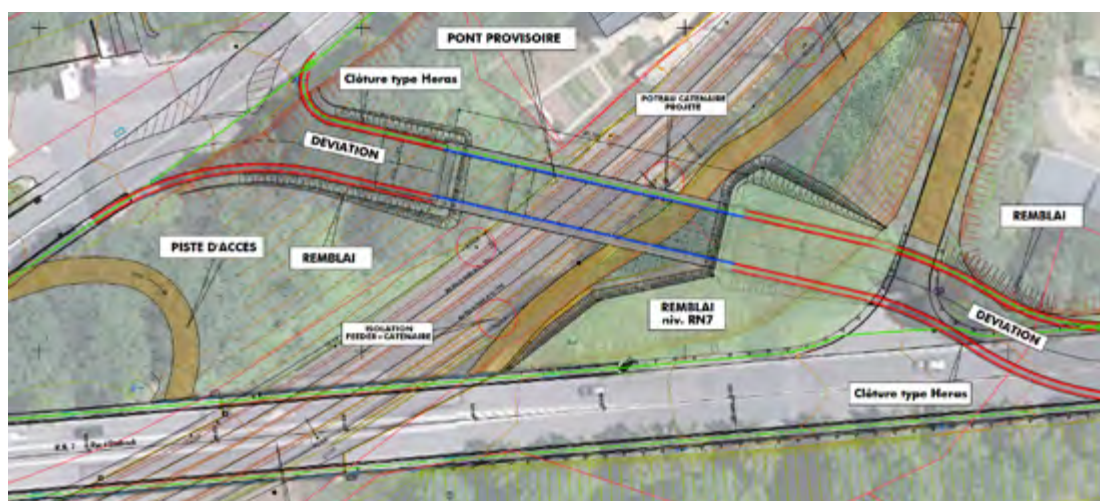 PONT PROVISOIRE
Clôture type Heras
POTEAU CATENAIRE
PROJETE
DEVIATION
REMBLAI
PISTE D'ACCES
REMBLAI
REMBLAI
niv. RN7
ISOLATION
FEEDER+CATENAIRE
DEVIATION
Clôture type Heras